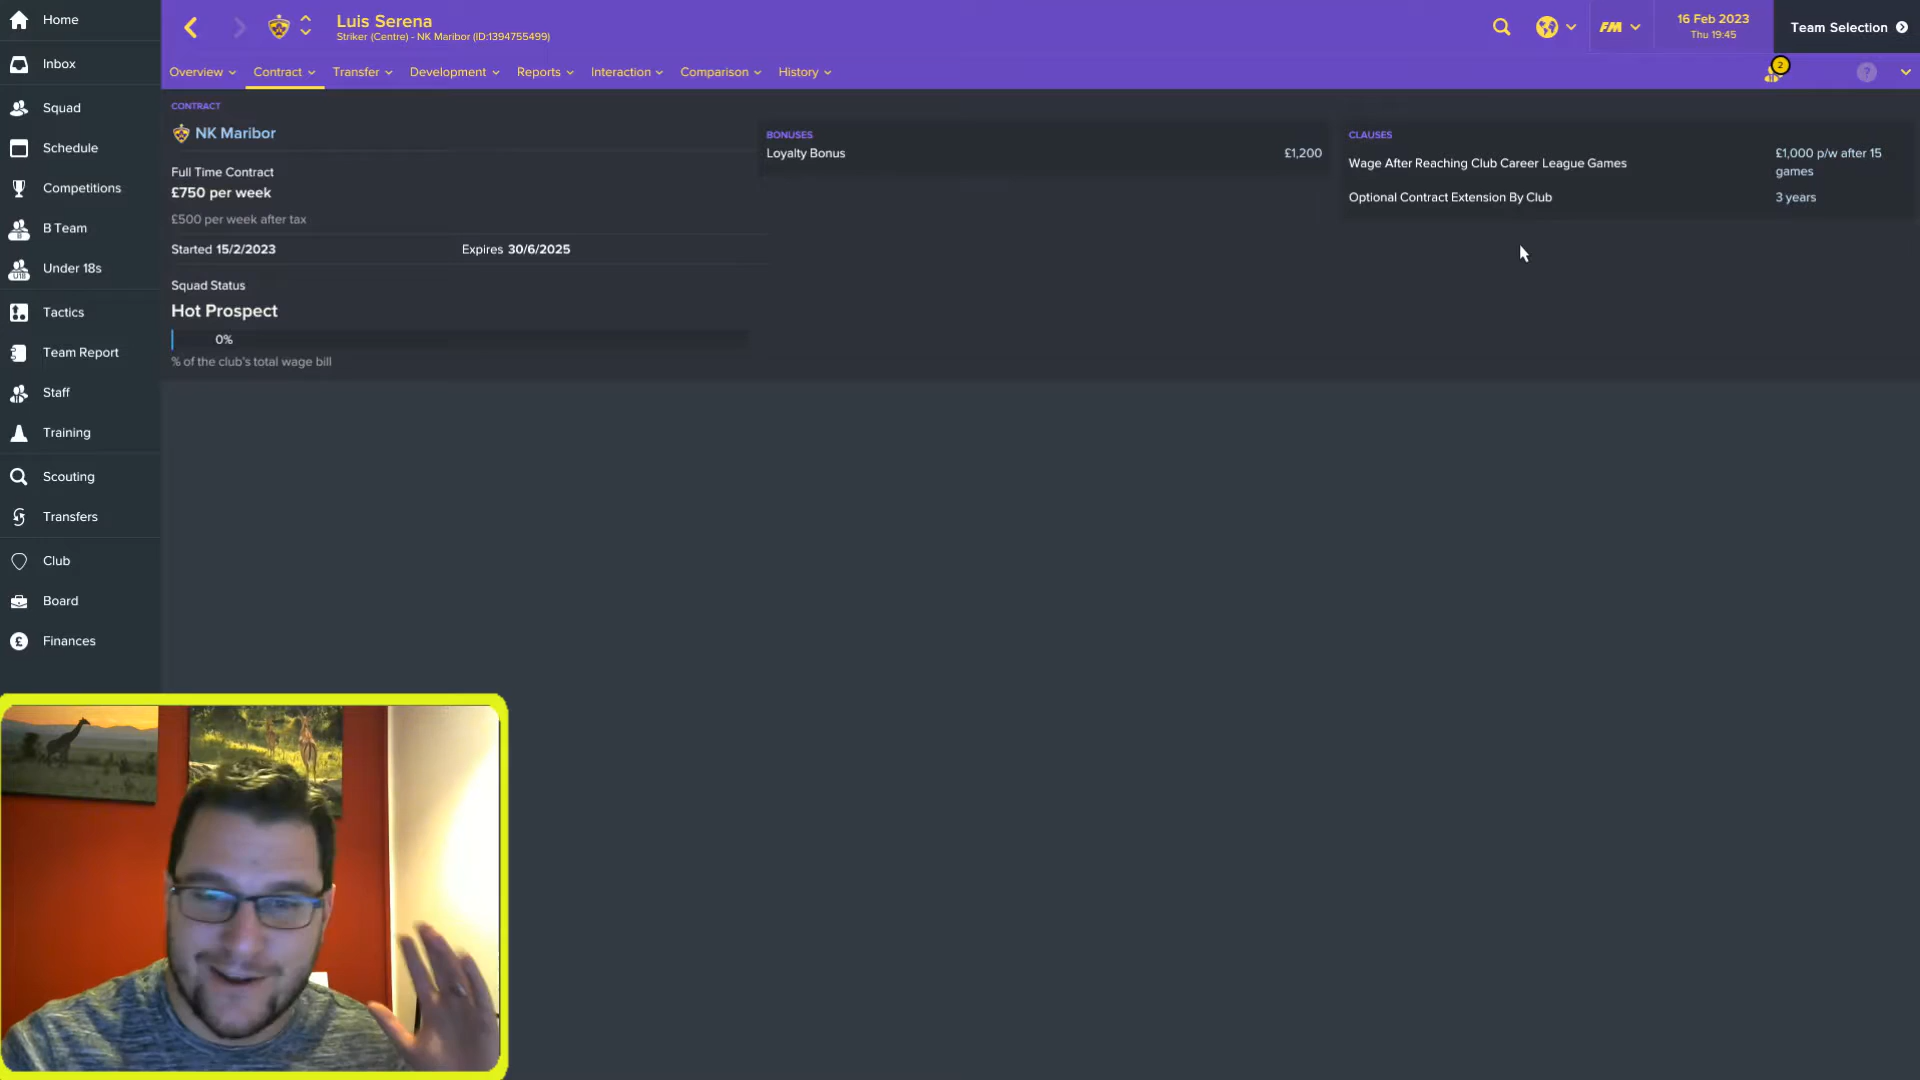 Home
Inbox
Squad
Schedule
Competitions
B Team
Under 18s
Tactics
Team Report
Staff
Training
Scouting
Transfers
Club
Board
Finances
Luis Serena
Striker (Centre) - NK Maribor (ID:1394755499)
FM
16 Feb 2023
Thu 19:45
Team Selection
Overview
Contract
Transfer
Development
Reports
Interaction
Comparison
History
2
?
CONTRACT
NK Maribor
Full Time Contract
£750 per week
£500 per week after tax
Started 15/2/2023
Expires 30/6/2025
Squad Status
Hot Prospect
0%
% of the club's total wage bill
BONUSES
Loyalty Bonus
£1,200
CLAUSES
Wage After Reaching Club Career League Games
£1,000 p/w after 15
games
Optional Contract Extension By Club
3 years